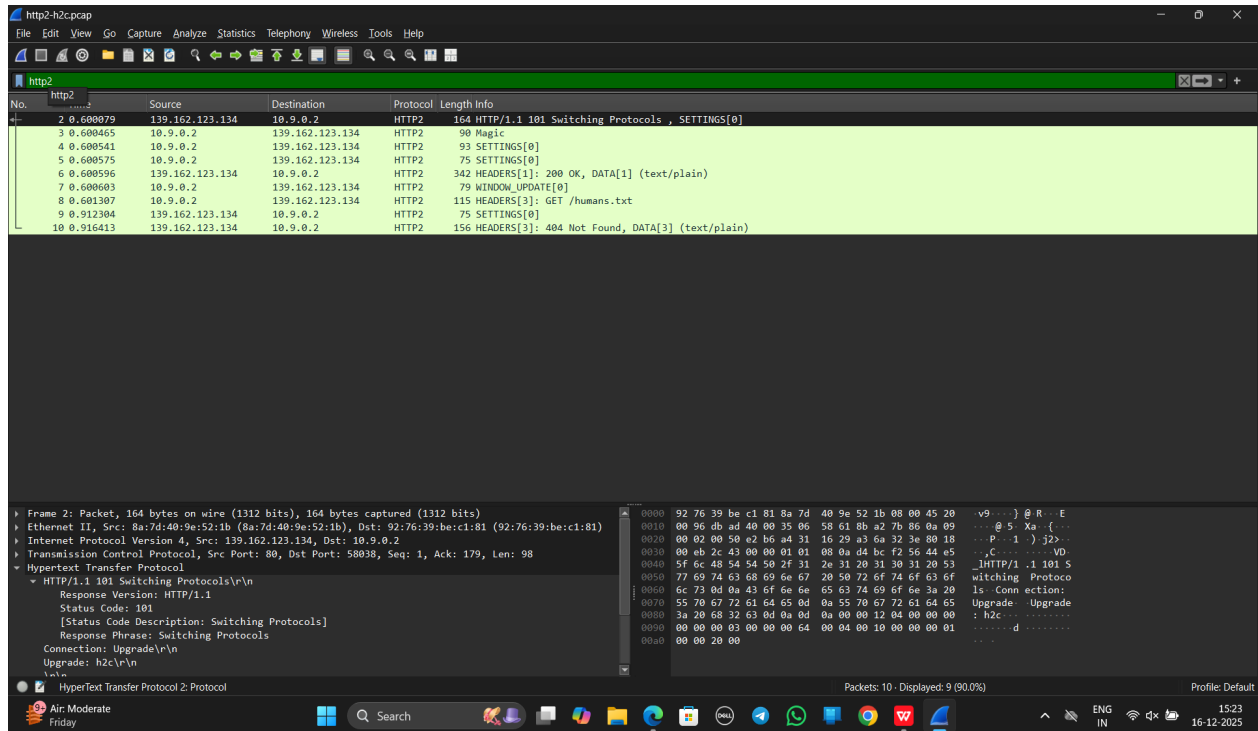 http2-h2c.pcap
File Edit View Go Capture Analyze Statistics Telephony Wireless Tools Help
http2
http2
No. Source Destination Protocol Length Info
2 0.600079 139.162.123.134 10.9.0.2 HTTP2 164 HTTP/1.1 101 Switching Protocols , SETTINGS[0]
3 0.600465 10.9.0.2 139.162.123.134 HTTP2 90 Magic
4 0.600541 10.9.0.2 139.162.123.134 HTTP2 93 SETTINGS[0]
5 0.600575 10.9.0.2 139.162.123.134 HTTP2 75 SETTINGS[0]
6 0.600596 139.162.123.134 10.9.0.2 HTTP2 342 HEADERS[1]: 200 OK, DATA[1] (text/plain)
7 0.600603 10.9.0.2 139.162.123.134 HTTP2 79 WINDOW_UPDATE[0]
8 0.601307 10.9.0.2 139.162.123.134 HTTP2 115 HEADERS[3]: GET /humans.txt
9 0.912304 139.162.123.134 10.9.0.2 HTTP2 75 SETTINGS[0]
10 0.916413 139.162.123.134 10.9.0.2 HTTP2 156 HEADERS[3]: 404 Not Found, DATA[3] (text/plain)
Frame 2: Packet, 164 bytes on wire (1312 bits), 164 bytes captured (1312 bits)
Ethernet II, Src: 8a:7d:40:9e:52:1b (8a:7d:40:9e:52:1b), Dst: 92:76:39:be:c1:81 (92:76:39:be:c1:81)
Internet Protocol Version 4, Src: 139.162.123.134, Dst: 10.9.0.2
Transmission Control Protocol, Src Port: 80, Dst Port: 58038, Seq: 1, Ack: 179, Len: 98
Hypertext Transfer Protocol
HTTP/1.1 101 Switching Protocols\r\n
Response Version: HTTP/1.1
Status Code: 101
[Status Code Description: Switching Protocols]
Response Phrase: Switching Protocols
Connection: Upgrade\r\n
Upgrade: h2c\r\n
\r\n
0000 92 76 39 be c1 81 8a 7d 40 9e 52 1b 08 00 45 20 ·v9····} @·R···E
0010 00 96 db ad 40 00 35 06 58 61 8b a2 7b 86 0a 09 ····@·5· Xa··{···
0020 00 02 00 50 e2 b6 a4 31 16 29 a3 6a 32 3e 80 18 ···P···1 ·)·j2>··
0030 00 eb 2c 43 00 00 01 01 08 0a d4 bc f2 56 44 e5 ··,C···· ·····VD·
0040 5f 6c 48 54 54 50 2f 31 2e 31 20 31 30 31 20 53 _lHTTP/1 .1 101 S
0050 77 69 74 63 68 69 6e 67 20 50 72 6f 74 6f 63 6f witching Protoco
0060 6c 73 0d 0a 43 6f 6e 6e 65 63 74 69 6f 6e 3a 20 ls··Conn ection:
0070 55 70 67 72 61 64 65 0d 0a 55 70 67 72 61 64 65 Upgrade· ·Upgrade
0080 3a 20 68 32 63 0d 0a 0d 0a 00 00 12 04 00 00 00 : h2c··· ········
0090 00 00 00 03 00 00 00 64 00 04 00 10 00 00 00 01 ·······d ········
00a0 00 00 20 00 ·· ·
HyperText Transfer Protocol 2: Protocol
Packets: 10 · Displayed: 9 (90.0%)
Profile: Default
9+
Air: Moderate
Friday
Search
DELL
ENG
IN
15:23
16-12-2025